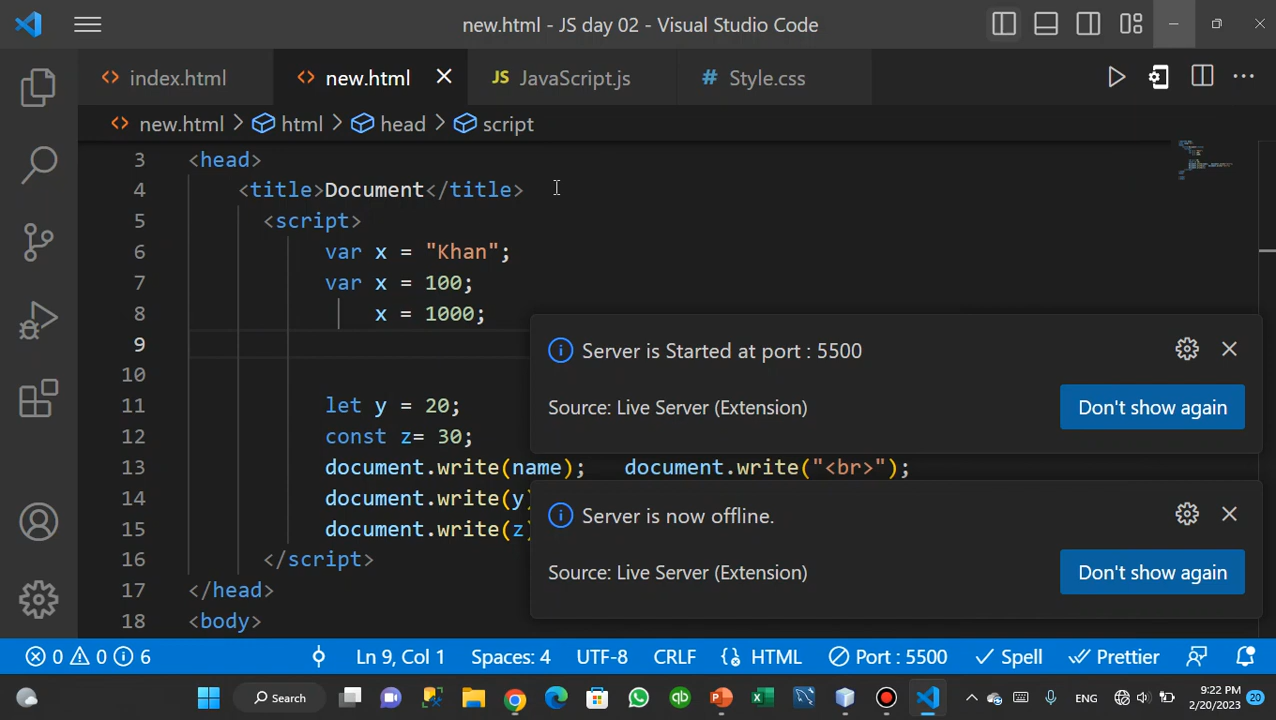 new.html - JS day 02 - Visual Studio Code
index.html new.html JS JavaScript.js # Style.css
new.html > html > head > script
3 <head>
4 <title>Document</title>
5 <script>
6 var x = "Khan";
7 var x = 100;
8 x = 1000;
9
10
11 let y = 20;
12 const z= 30;
13 document.write(name); document.write("<br>");
14 document.write(y)
15 document.write(z)
16 </script>
17 </head>
18 <body>
Server is Started at port : 5500
Source: Live Server (Extension)
Don't show again
Server is now offline.
Source: Live Server (Extension)
Don't show again
0 0 6 Ln 9, Col 1 Spaces: 4 UTF-8 CRLF {} HTML Port : 5500 Spell Prettier
Search ENG 9:22 PM 20
2/20/2023